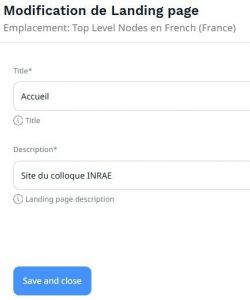 Modification de Landing page
Emplacement: Top Level Nodes en French (France)
Title*
Accueil
Title
Description*
Site du colloque INRAE
Landing page description
Save and close